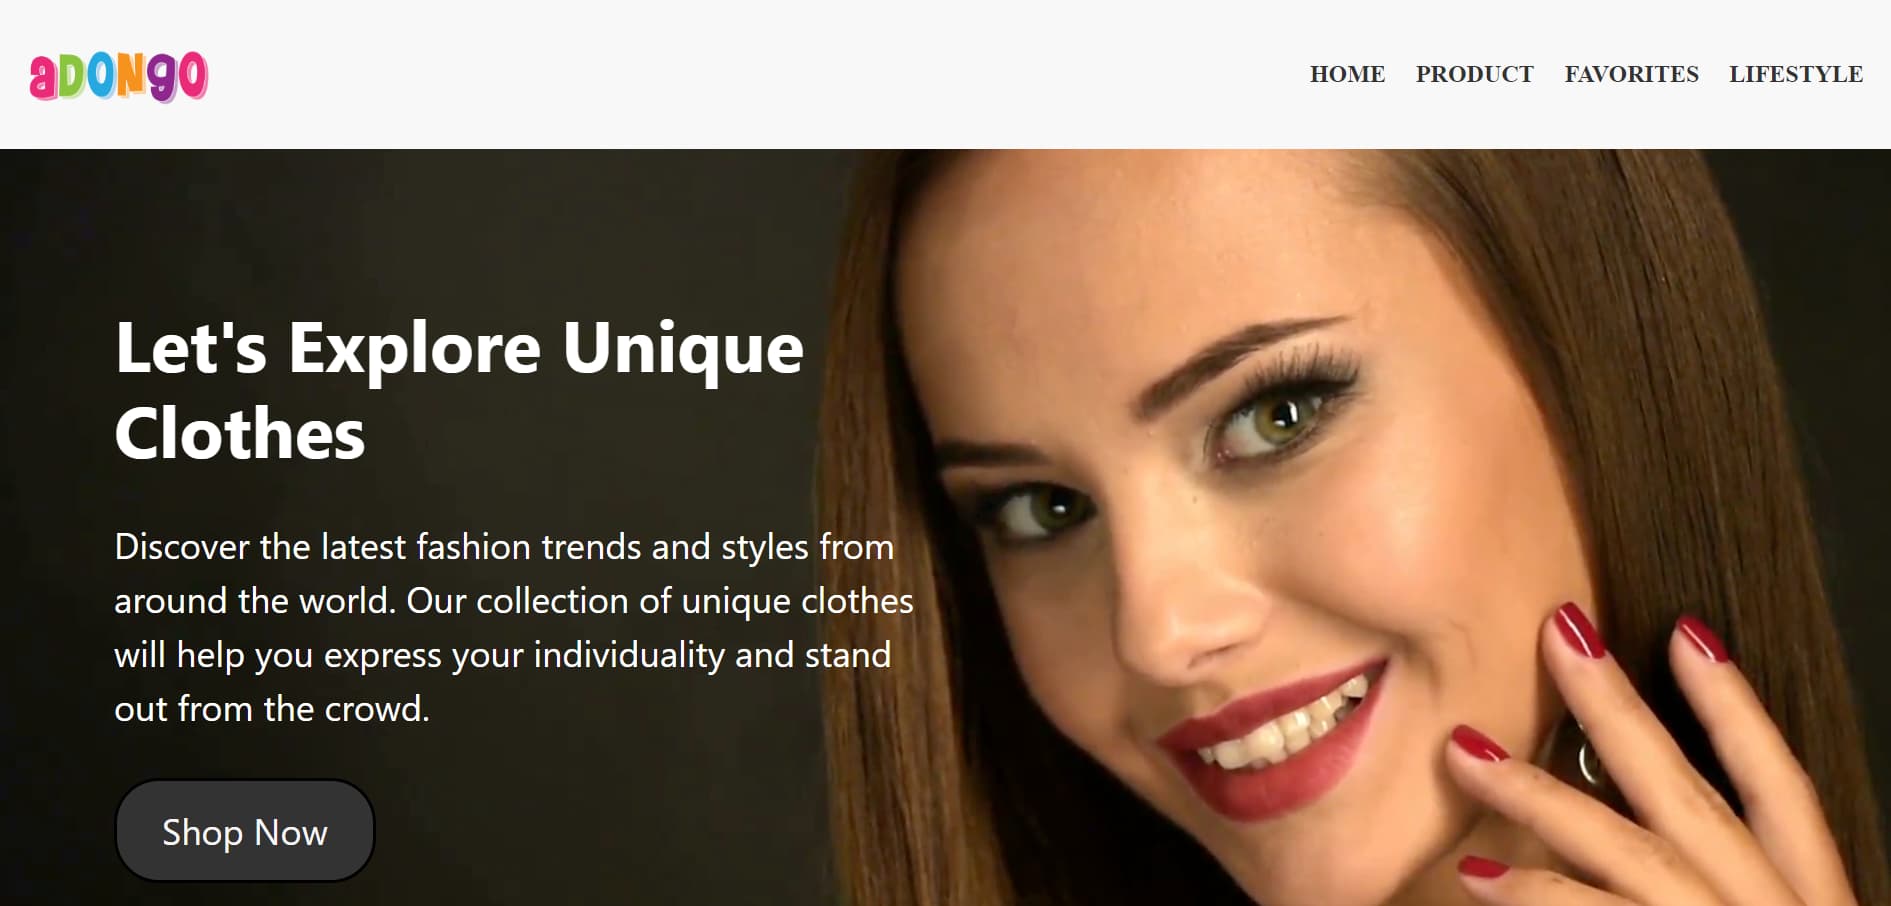 aDONgO
HOME PRODUCT FAVORITES LIFESTYLE
Let's Explore Unique
Clothes
Discover the latest fashion trends and styles from
around the world. Our collection of unique clothes
will help you express your individuality and stand
out from the crowd.
Shop Now